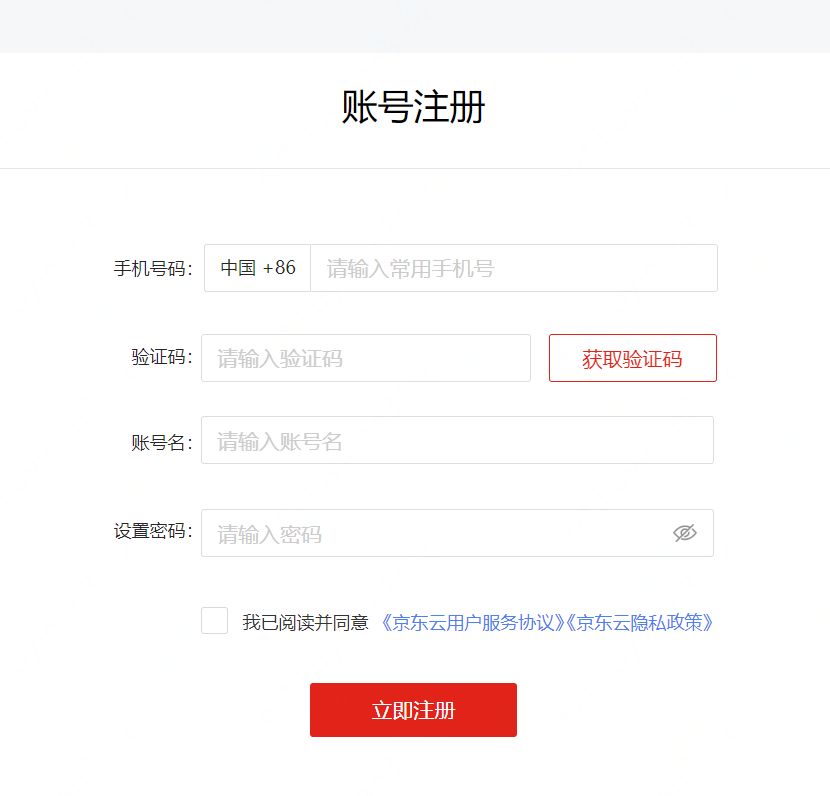 账号注册
手机号码： 中国 +86 请输入常用手机号
验证码： 请输入验证码 获取验证码
账号名： 请输入账号名
设置密码： 请输入密码
我已阅读并同意 《京东云用户服务协议》《京东云隐私政策》
立即注册